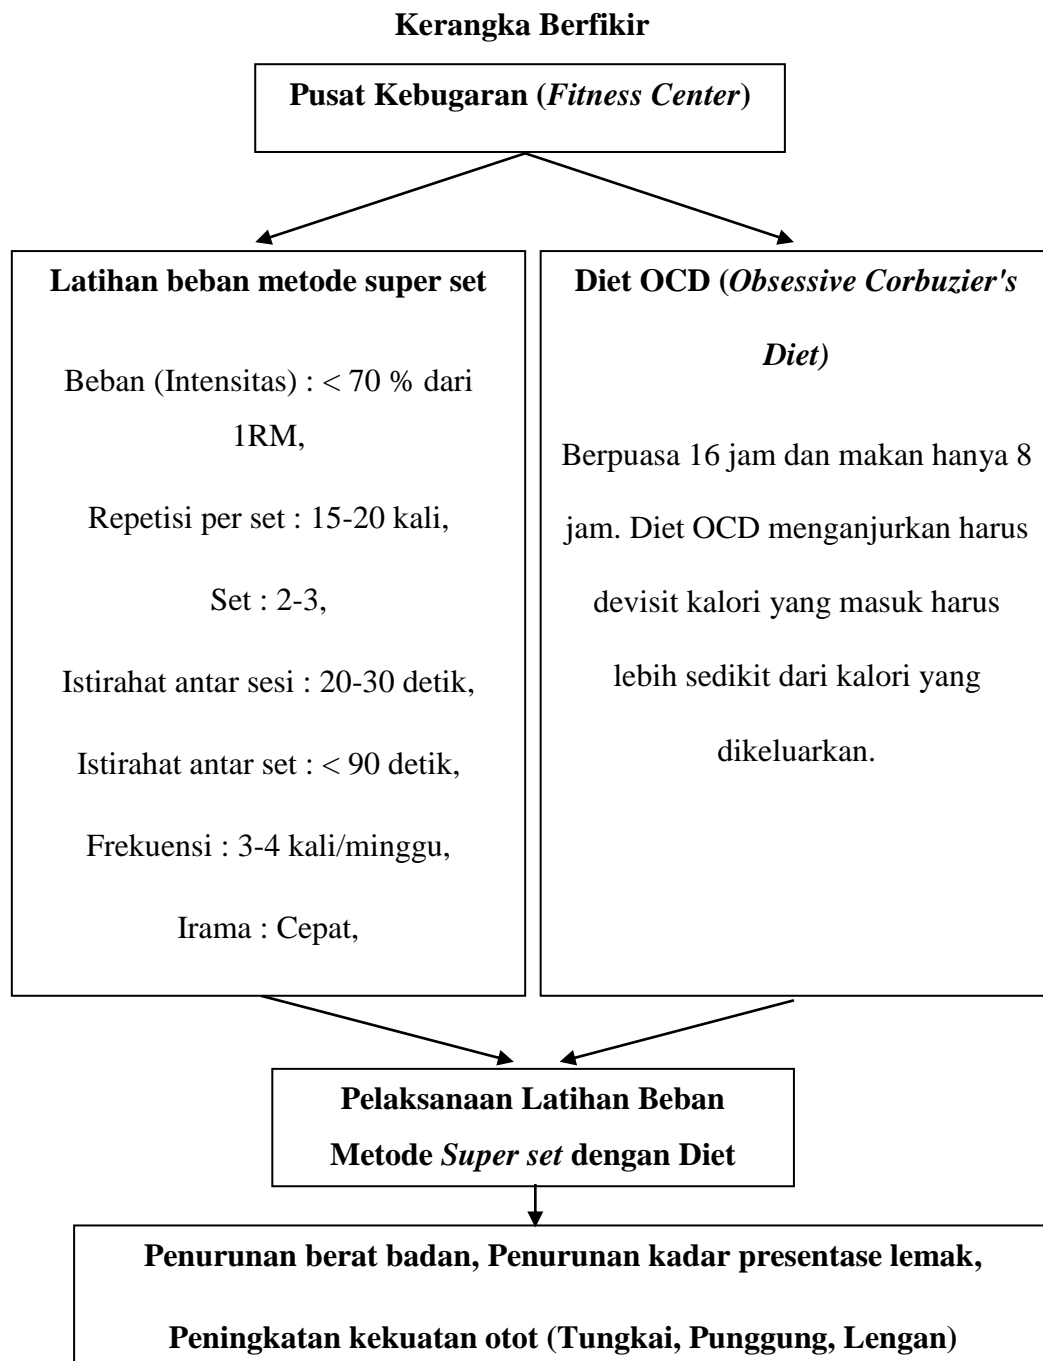 Kerangka Berfikir
Pusat Kebugaran (Fitness Center)
Latihan beban metode super set
Beban (Intensitas) : < 70 % dari
1RM,
Repetisi per set : 15-20 kali,
Set : 2-3,
Istirahat antar sesi : 20-30 detik,
Istirahat antar set : < 90 detik,
Frekuensi : 3-4 kali/minggu,
Irama : Cepat,
Diet OCD (Obsessive Corbuzier's
Diet)
Berpuasa 16 jam dan makan hanya 8
jam. Diet OCD menganjurkan harus
devisit kalori yang masuk harus
lebih sedikit dari kalori yang
dikeluarkan.
Pelaksanaan Latihan Beban
Metode Super set dengan Diet
Penurunan berat badan, Penurunan kadar presentase lemak,
Peningkatan kekuatan otot (Tungkai, Punggung, Lengan)